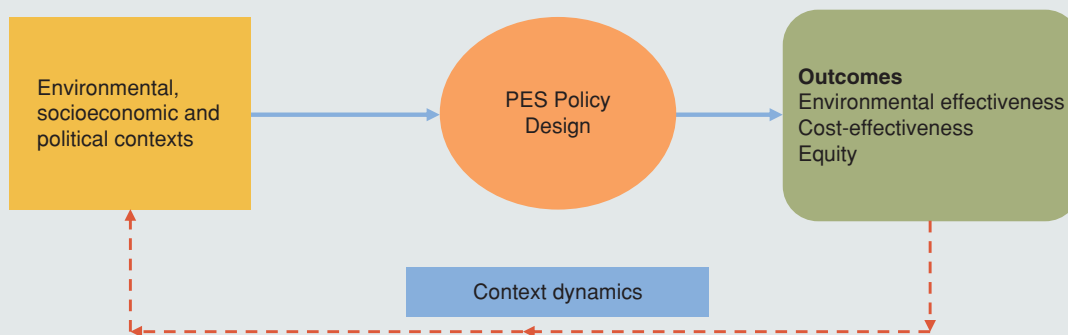 Environmental,
socioeconomic and
political contexts
PES Policy
Design
Outcomes
Environmental effectiveness
Cost-effectiveness
Equity
Context dynamics